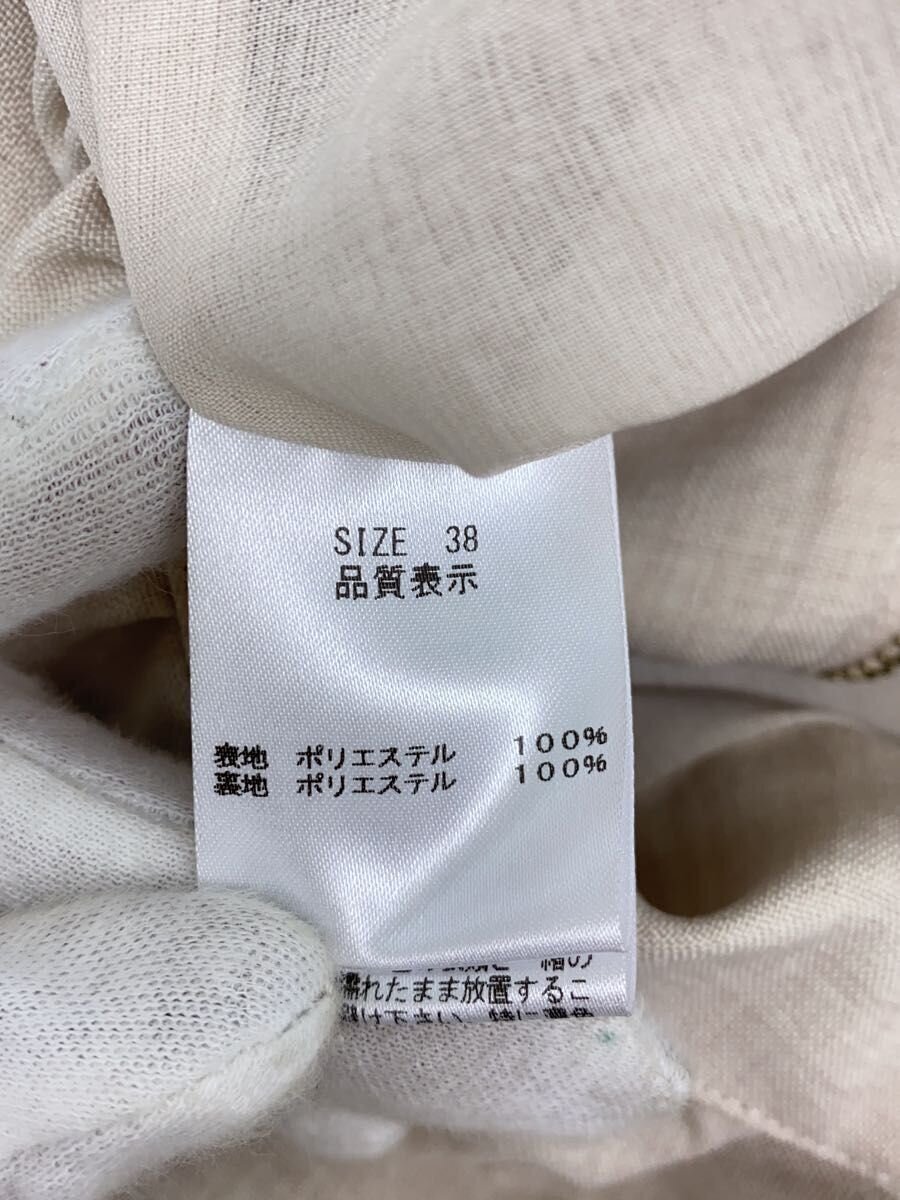 SIZE 38
品質表示
表地 ポリエステル 100%
裏地 ポリエステル 100%
濡れたまま放置するこ